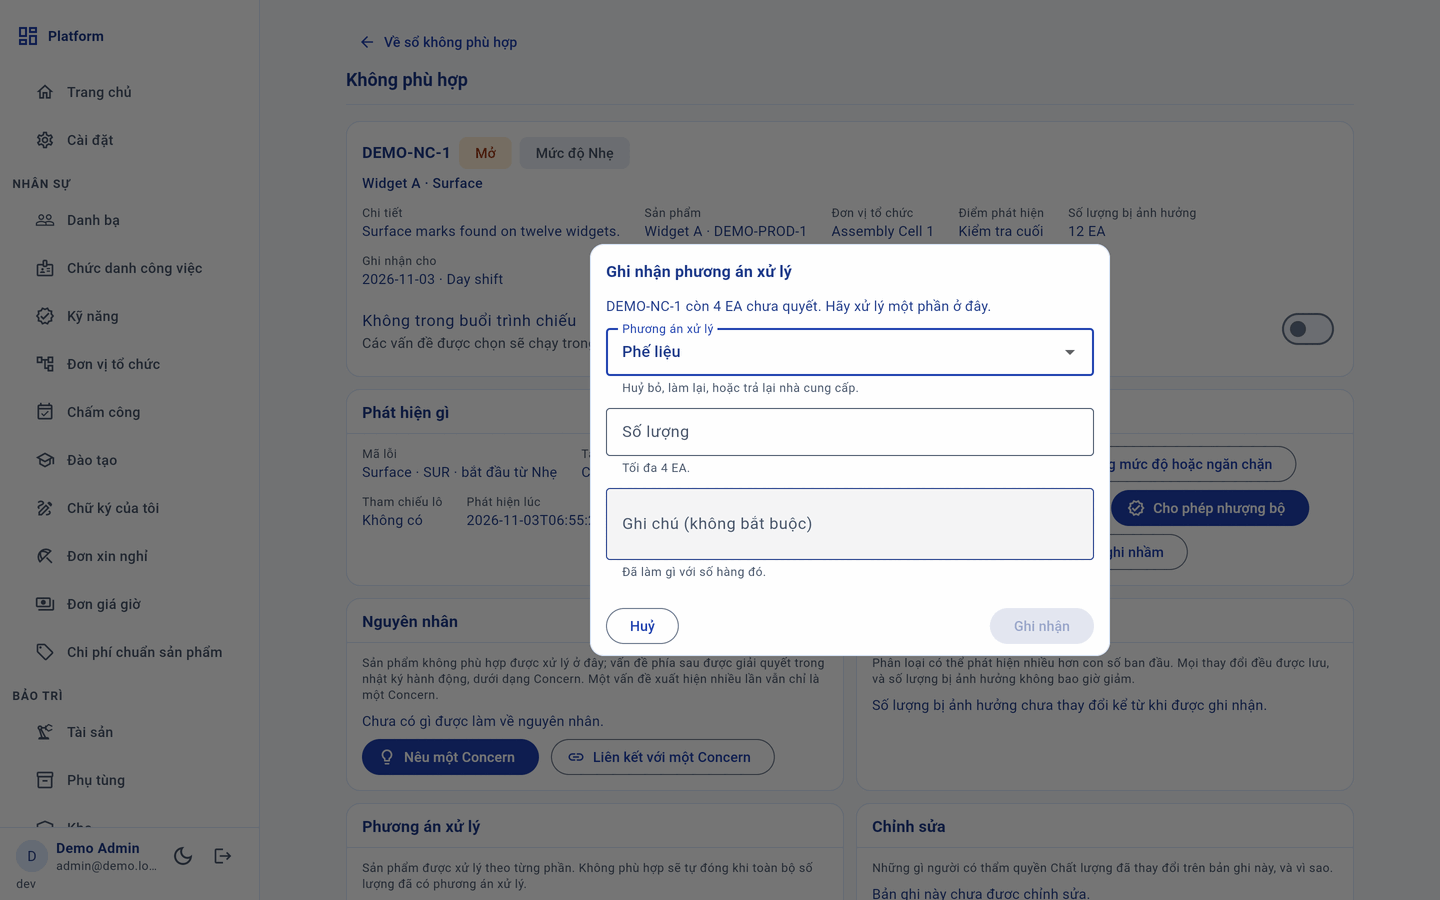 Platform
Trang chủ
Cài đặt
NHÂN SỰ
Danh bạ
Chức danh công việc
Kỹ năng
Đơn vị tổ chức
Chấm công
Đào tạo
Chữ ký của tôi
Đơn xin nghỉ
Đơn giá giờ
Chi phí chuẩn sản phẩm
BẢO TRÌ
Tài sản
Phụ tùng
D
Demo Admin
admin@demo.lo...
dev
Về sổ không phù hợp
Không phù hợp
DEMO-NC-1
Mở
Mức độ Nhẹ
Widget A · Surface
Chi tiết
Surface marks found on twelve widgets.
Sản phẩm
Widget A · DEMO-PROD-1
Đơn vị tổ chức
Assembly Cell 1
Điểm phát hiện
Kiểm tra cuối
Số lượng bị ảnh hưởng
12 EA
Ghi nhận cho
2026-11-03 · Day shift
Không trong buổi trình chiếu
Các vấn đề được chọn sẽ chạy
Phát hiện gì
Mã lỗi
Surface · SUR · bắt đầu từ Nhẹ
Tham chiếu lô
Không có
Phát hiện lúc
2026-11-03T06:55:
mức độ hoặc ngăn chặn
Cho phép nhượng bộ
ghi nhầm
Ghi nhận phương án xử lý
DEMO-NC-1 còn 4 EA chưa quyết. Hãy xử lý một phần ở đây.
Phương án xử lý
Phế liệu
Huỷ bỏ, làm lại, hoặc trả lại nhà cung cấp.
Số lượng
Tối đa 4 EA.
Ghi chú (không bắt buộc)
Đã làm gì với số hàng đó.
Huỷ
Ghi nhận
Nguyên nhân
Sản phẩm không phù hợp được xử lý ở đây; vấn đề phía sau được giải quyết trong
nhật ký hành động, dưới dạng Concern. Một vấn đề xuất hiện nhiều lần vẫn chỉ là
một Concern.
Chưa có gì được làm về nguyên nhân.
Nêu một Concern
Liên kết với một Concern
Phân loại có thể phát hiện nhiều hơn con số ban đầu. Mọi thay đổi đều được lưu,
và số lượng bị ảnh hưởng không bao giờ giảm.
Số lượng bị ảnh hưởng chưa thay đổi kể từ khi được ghi nhận.
Phương án xử lý
Sản phẩm được xử lý theo từng phần. Không phù hợp sẽ tự đóng khi toàn bộ số
lượng đã có phương án xử lý.
Chỉnh sửa
Những gì người có thẩm quyền Chất lượng đã thay đổi trên bản ghi này, và vì sao.
Bản ghi này chưa được chỉnh sửa.